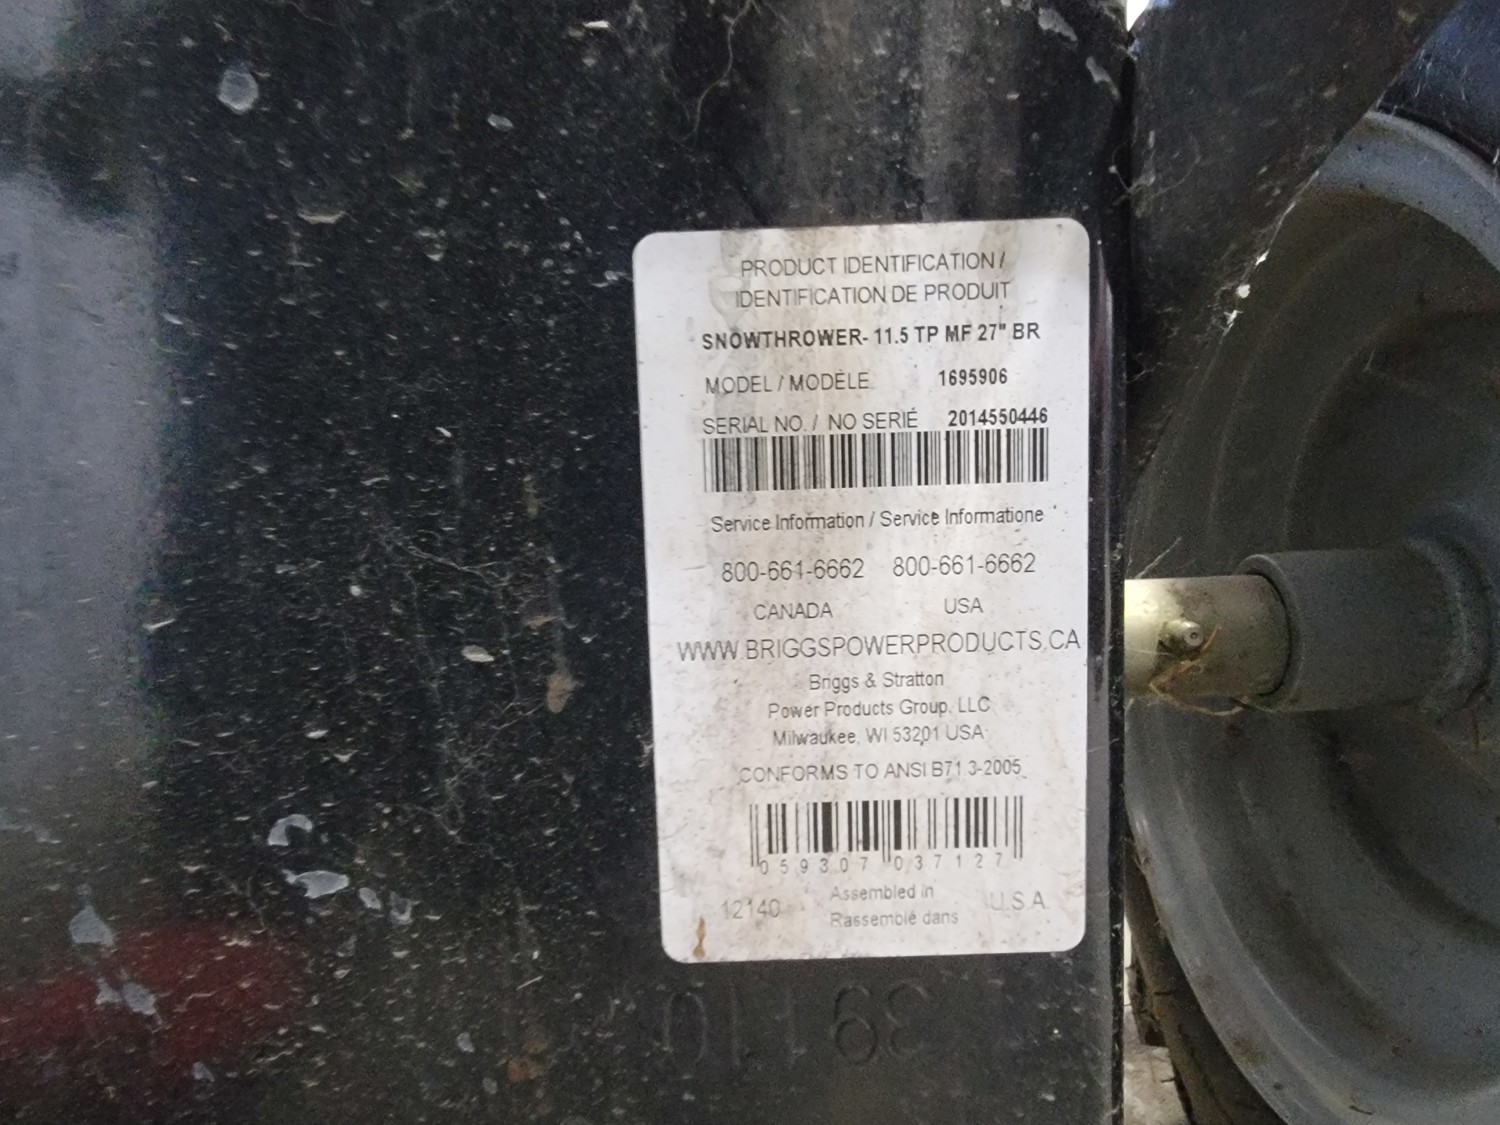 PRODUCT IDENTIFICATION /
IDENTIFICATION DE PRODUIT
SNOWTHROWER- 11.5 TP MF 27" BR
MODEL / MODÈLE 1695906
SERIAL NO. / NO SERIÉ 2014550446
Service Information / Service Informatione
800-661-6662 800-661-6662
CANADA USA
WWW.BRIGGSPOWERPRODUCTS.CA
Briggs & Stratton
Power Products Group, LLC
Milwaukee, WI 53201 USA
CONFORMS TO ANSI B71.3-2005
0 59307 03712 7
12140 Assembled in U.S.A.
Rassemblé dans